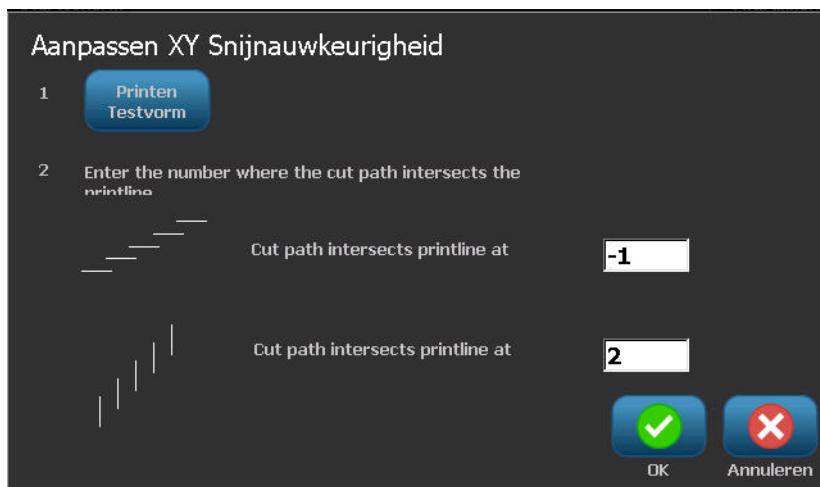 Aanpassen XY Snijnauwkeurigheid
1
Printen
Testvorm
2
Enter the number where the cut path intersects the
printline
Cut path intersects printline at
-1
Cut path intersects printline at
2
OK
Annuleren